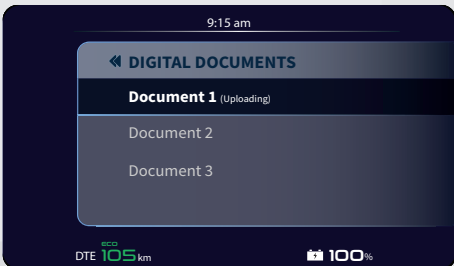 9:15 am
DIGITAL DOCUMENTS
Document 1 (Uploading)
Document 2
Document 3
ECO
DTE 105 km 100%